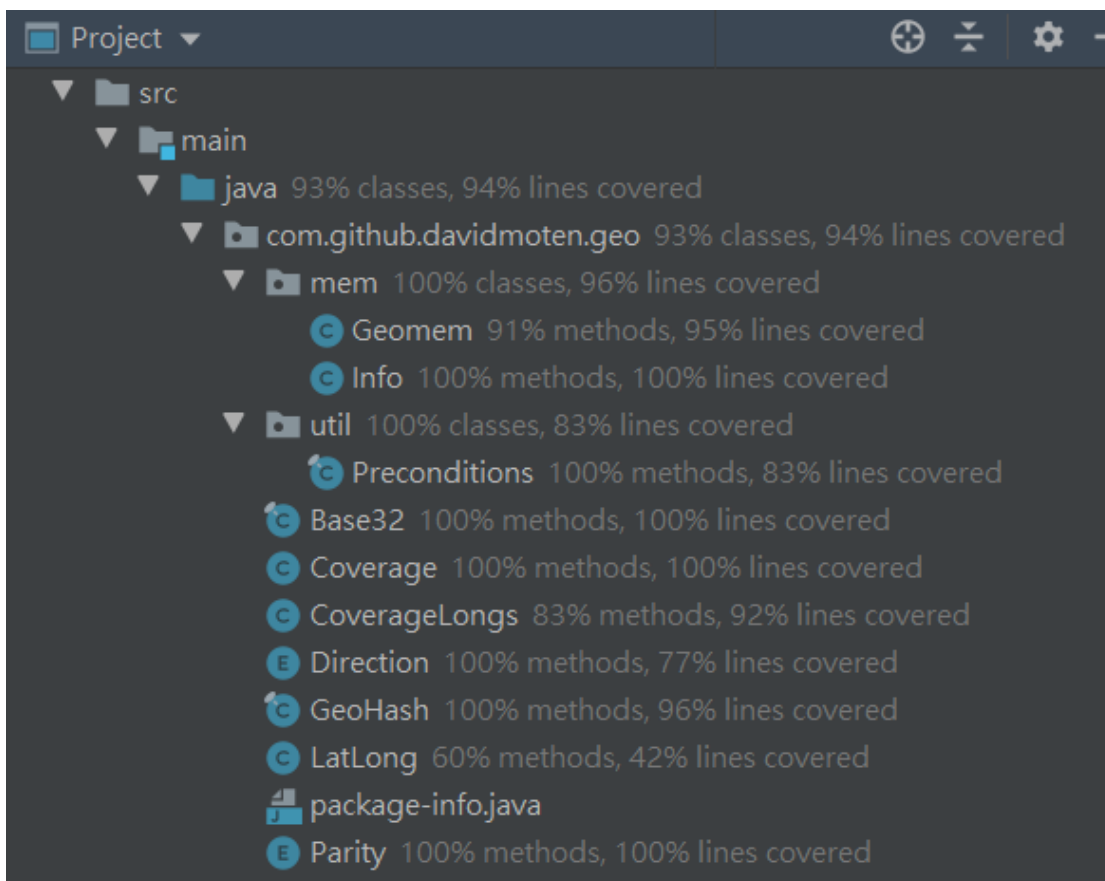 Project
src
main
java 93% classes, 94% lines covered
com.github.davidmoten.geo 93% classes, 94% lines covered
mem 100% classes, 96% lines covered
C Geomem 91% methods, 95% lines covered
C Info 100% methods, 100% lines covered
util 100% classes, 83% lines covered
C Preconditions 100% methods, 83% lines covered
C Base32 100% methods, 100% lines covered
C Coverage 100% methods, 100% lines covered
C CoverageLongs 83% methods, 92% lines covered
E Direction 100% methods, 77% lines covered
C GeoHash 100% methods, 96% lines covered
C LatLong 60% methods, 42% lines covered
J package-info.java
E Parity 100% methods, 100% lines covered